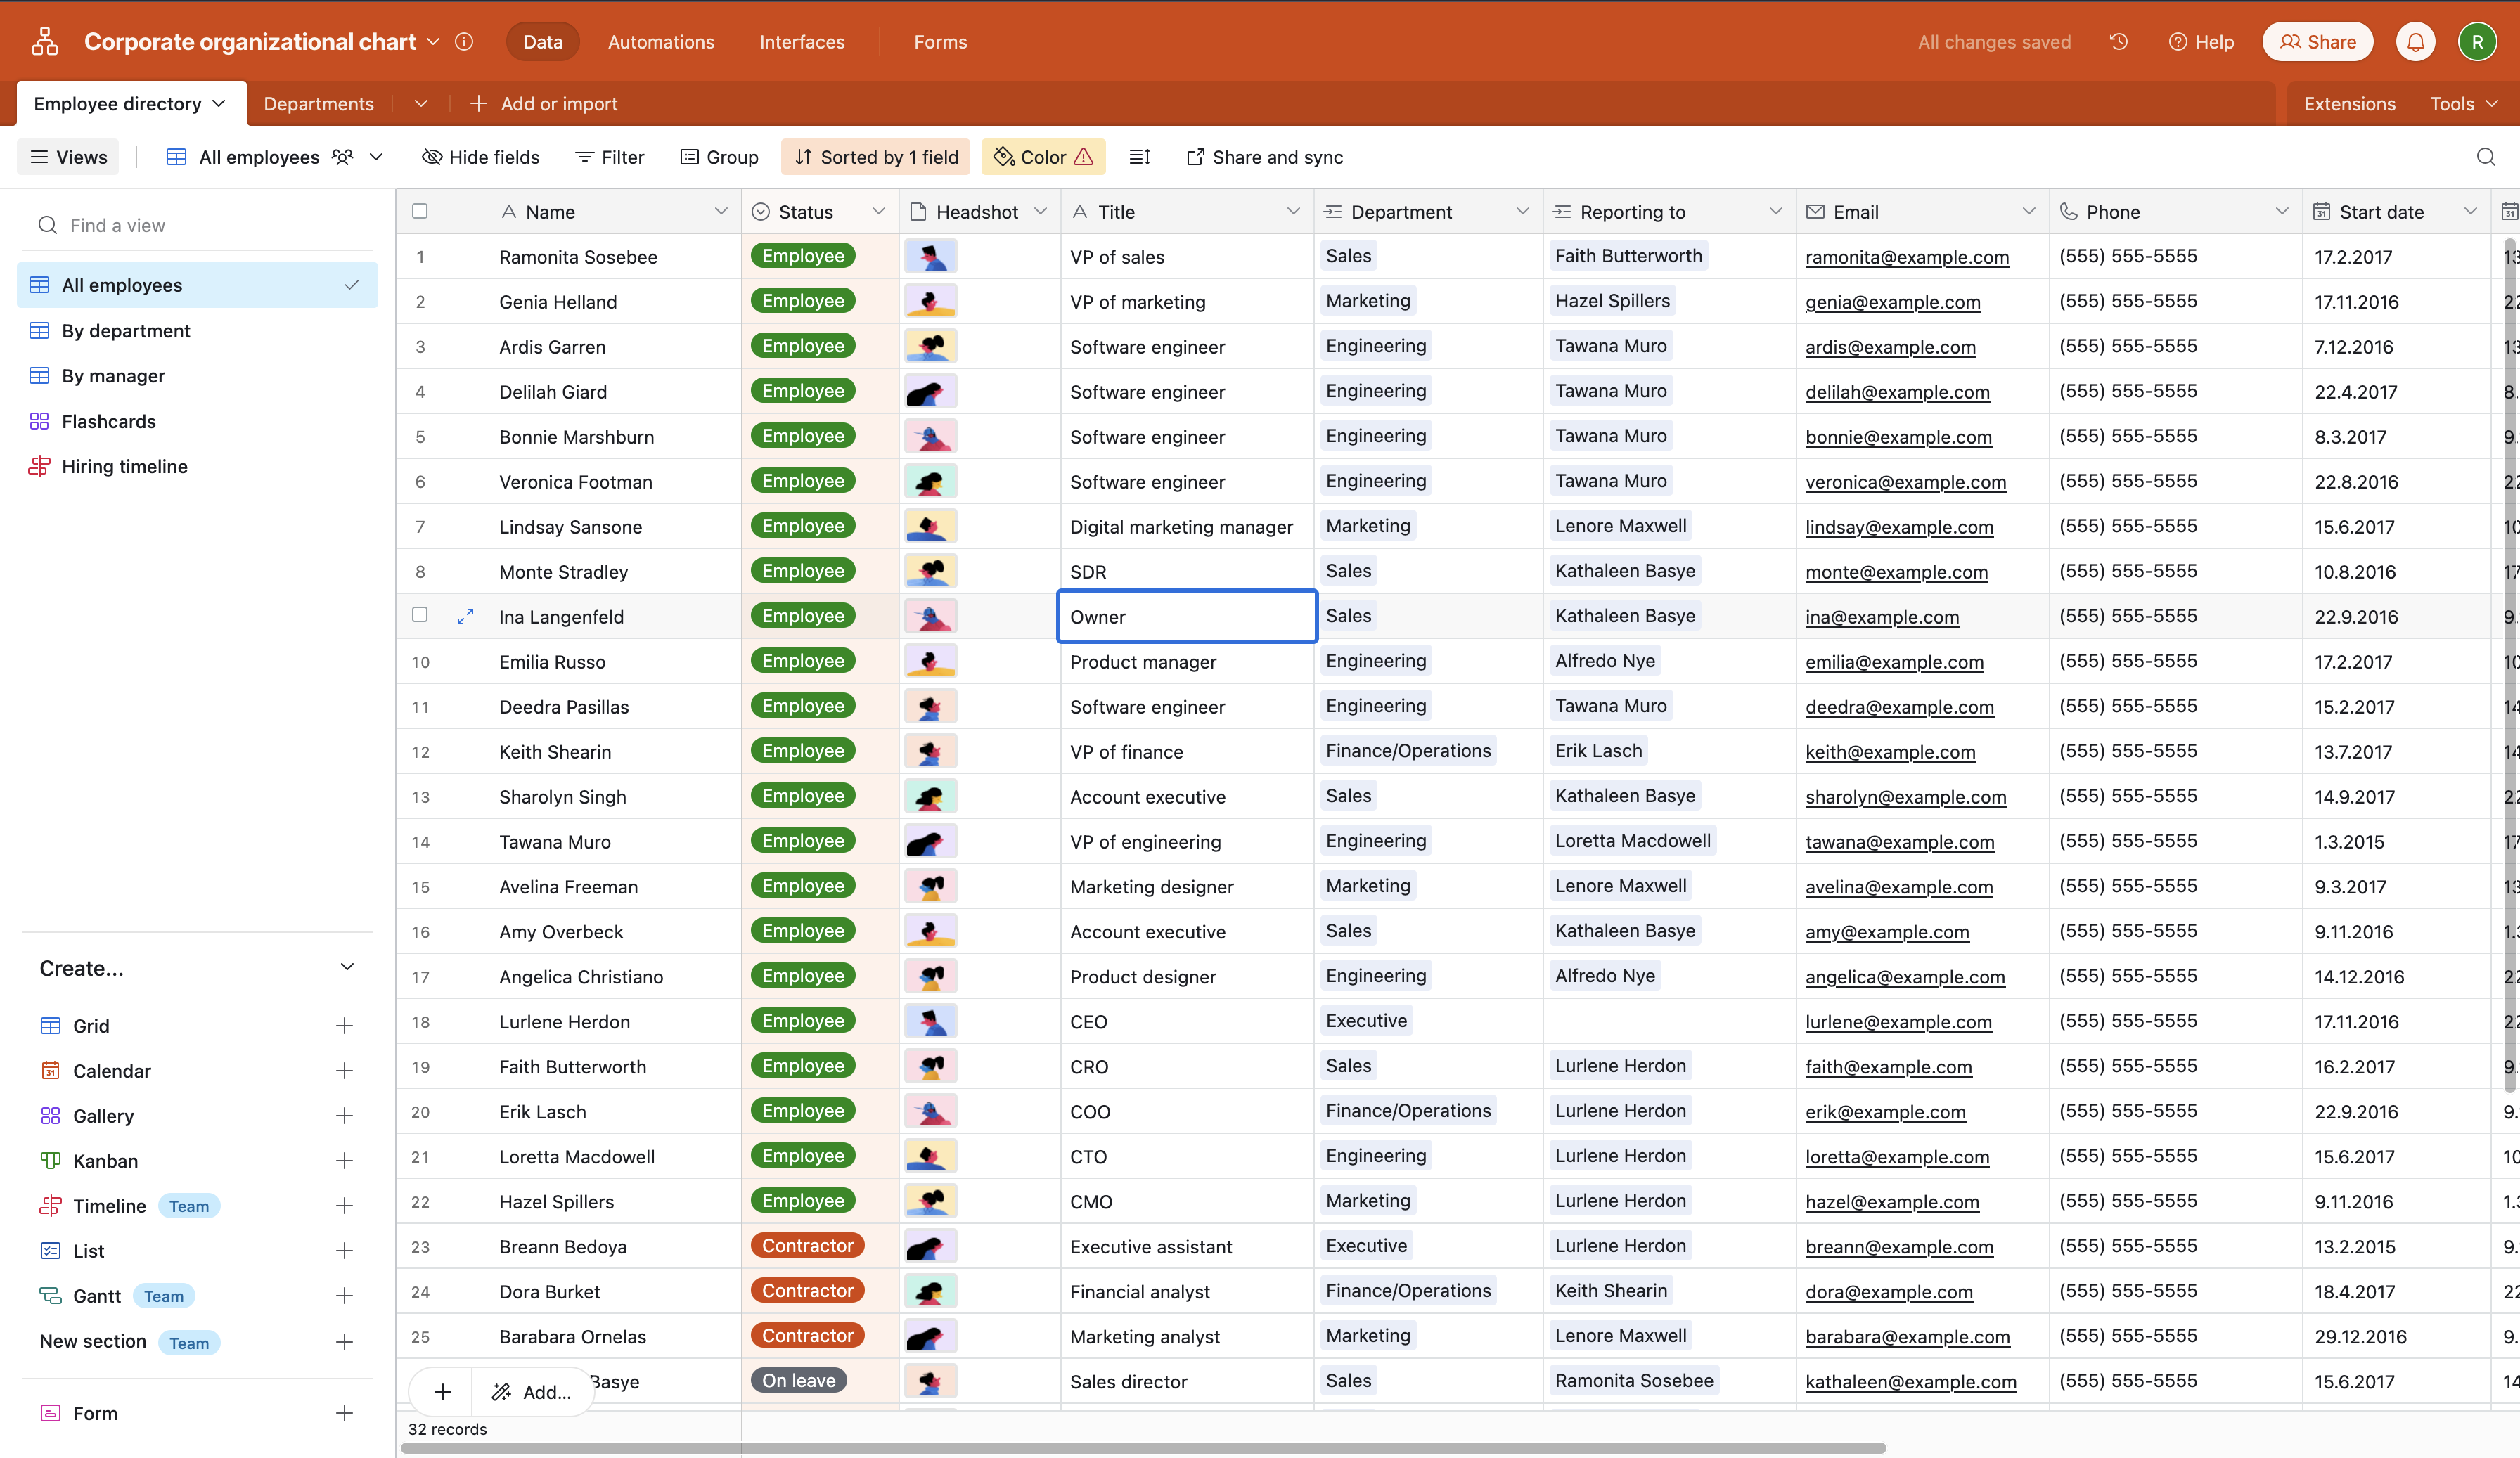 Corporate organizational chart Data Automations Interfaces Forms All changes saved Help Share R
Employee directory Departments Add or import Extensions Tools
Views All employees Hide fields Filter Group Sorted by 1 field Color Share and sync
Find a view
All employees
By department
By manager
Flashcards
Hiring timeline
Create...
Grid
Calendar
Gallery
Kanban
Timeline Team
List
Gantt Team
New section Team
Form
Name Status Headshot Title Department Reporting to Email Phone Start date
1 Ramonita Sosebee Employee VP of sales Sales Faith Butterworth ramonita@example.com (555) 555-5555 17.2.2017
2 Genia Helland Employee VP of marketing Marketing Hazel Spillers genia@example.com (555) 555-5555 17.11.2016
3 Ardis Garren Employee Software engineer Engineering Tawana Muro ardis@example.com (555) 555-5555 7.12.2016
4 Delilah Giard Employee Software engineer Engineering Tawana Muro delilah@example.com (555) 555-5555 22.4.2017
5 Bonnie Marshburn Employee Software engineer Engineering Tawana Muro bonnie@example.com (555) 555-5555 8.3.2017
6 Veronica Footman Employee Software engineer Engineering Tawana Muro veronica@example.com (555) 555-5555 22.8.2016
7 Lindsay Sansone Employee Digital marketing manager Marketing Lenore Maxwell lindsay@example.com (555) 555-5555 15.6.2017
8 Monte Stradley Employee SDR Sales Kathaleen Basye monte@example.com (555) 555-5555 10.8.2016
Ina Langenfeld Employee Owner Sales Kathaleen Basye ina@example.com (555) 555-5555 22.9.2016
10 Emilia Russo Employee Product manager Engineering Alfredo Nye emilia@example.com (555) 555-5555 17.2.2017
11 Deedra Pasillas Employee Software engineer Engineering Tawana Muro deedra@example.com (555) 555-5555 15.2.2017
12 Keith Shearin Employee VP of finance Finance/Operations Erik Lasch keith@example.com (555) 555-5555 13.7.2017
13 Sharolyn Singh Employee Account executive Sales Kathaleen Basye sharolyn@example.com (555) 555-5555 14.9.2017
14 Tawana Muro Employee VP of engineering Engineering Loretta Macdowell tawana@example.com (555) 555-5555 1.3.2015
15 Avelina Freeman Employee Marketing designer Marketing Lenore Maxwell avelina@example.com (555) 555-5555 9.3.2017
16 Amy Overbeck Employee Account executive Sales Kathaleen Basye amy@example.com (555) 555-5555 9.11.2016
17 Angelica Christiano Employee Product designer Engineering Alfredo Nye angelica@example.com (555) 555-5555 14.12.2016
18 Lurlene Herdon Employee CEO Executive lurlene@example.com (555) 555-5555 17.11.2016
19 Faith Butterworth Employee CRO Sales Lurlene Herdon faith@example.com (555) 555-5555 16.2.2017
20 Erik Lasch Employee COO Finance/Operations Lurlene Herdon erik@example.com (555) 555-5555 22.9.2016
21 Loretta Macdowell Employee CTO Engineering Lurlene Herdon loretta@example.com (555) 555-5555 15.6.2017
22 Hazel Spillers Employee CMO Marketing Lurlene Herdon hazel@example.com (555) 555-5555 9.11.2016
23 Breann Bedoya Contractor Executive assistant Executive Lurlene Herdon breann@example.com (555) 555-5555 13.2.2015
24 Dora Burket Contractor Financial analyst Finance/Operations Keith Shearin dora@example.com (555) 555-5555 18.4.2017
25 Barabara Ornelas Contractor Marketing analyst Marketing Lenore Maxwell barabara@example.com (555) 555-5555 29.12.2016
Add... Basye On leave Sales director Sales Ramonita Sosebee kathaleen@example.com (555) 555-5555 15.6.2017
32 records